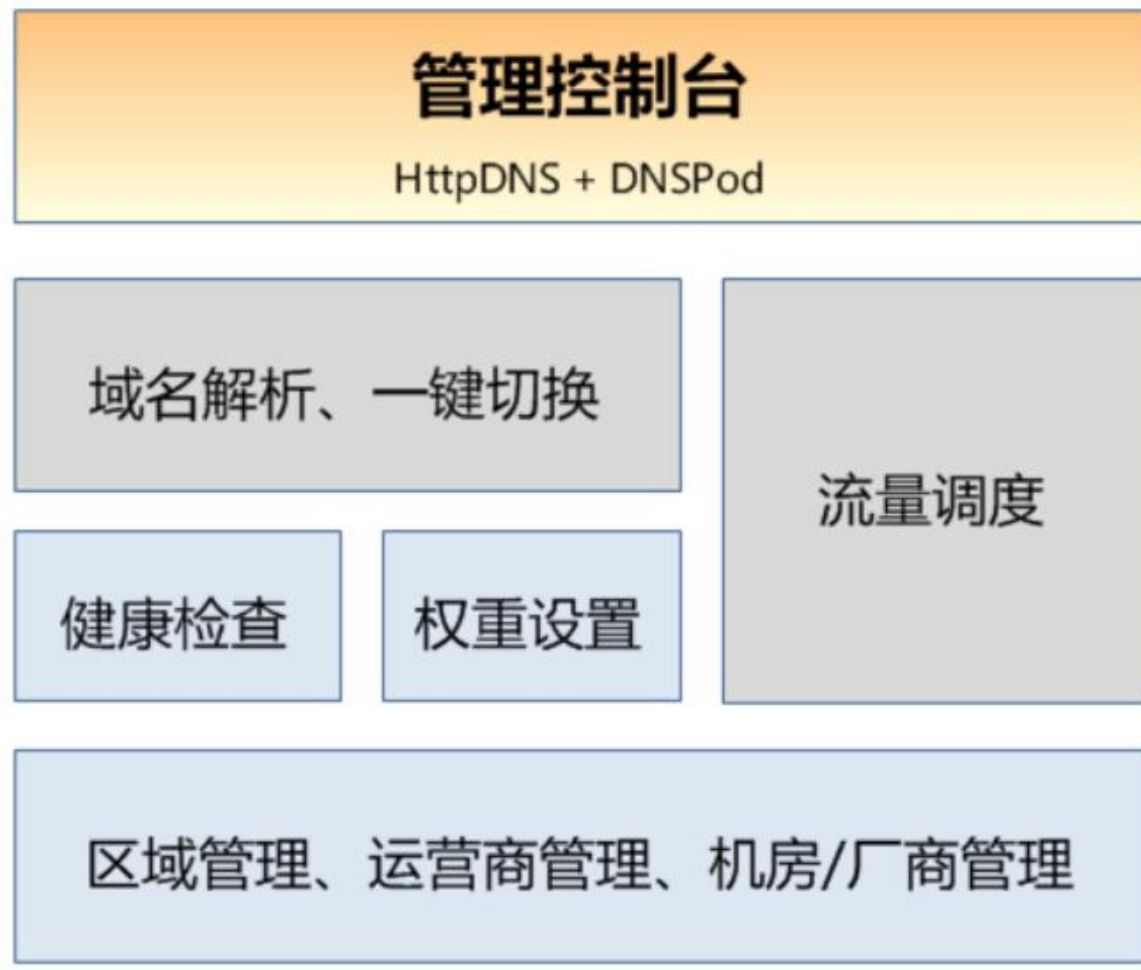 管理控制台
HttpDNS + DNSPod
域名解析、一键切换
流量调度
健康检查
权重设置
区域管理、运营商管理、机房/厂商管理